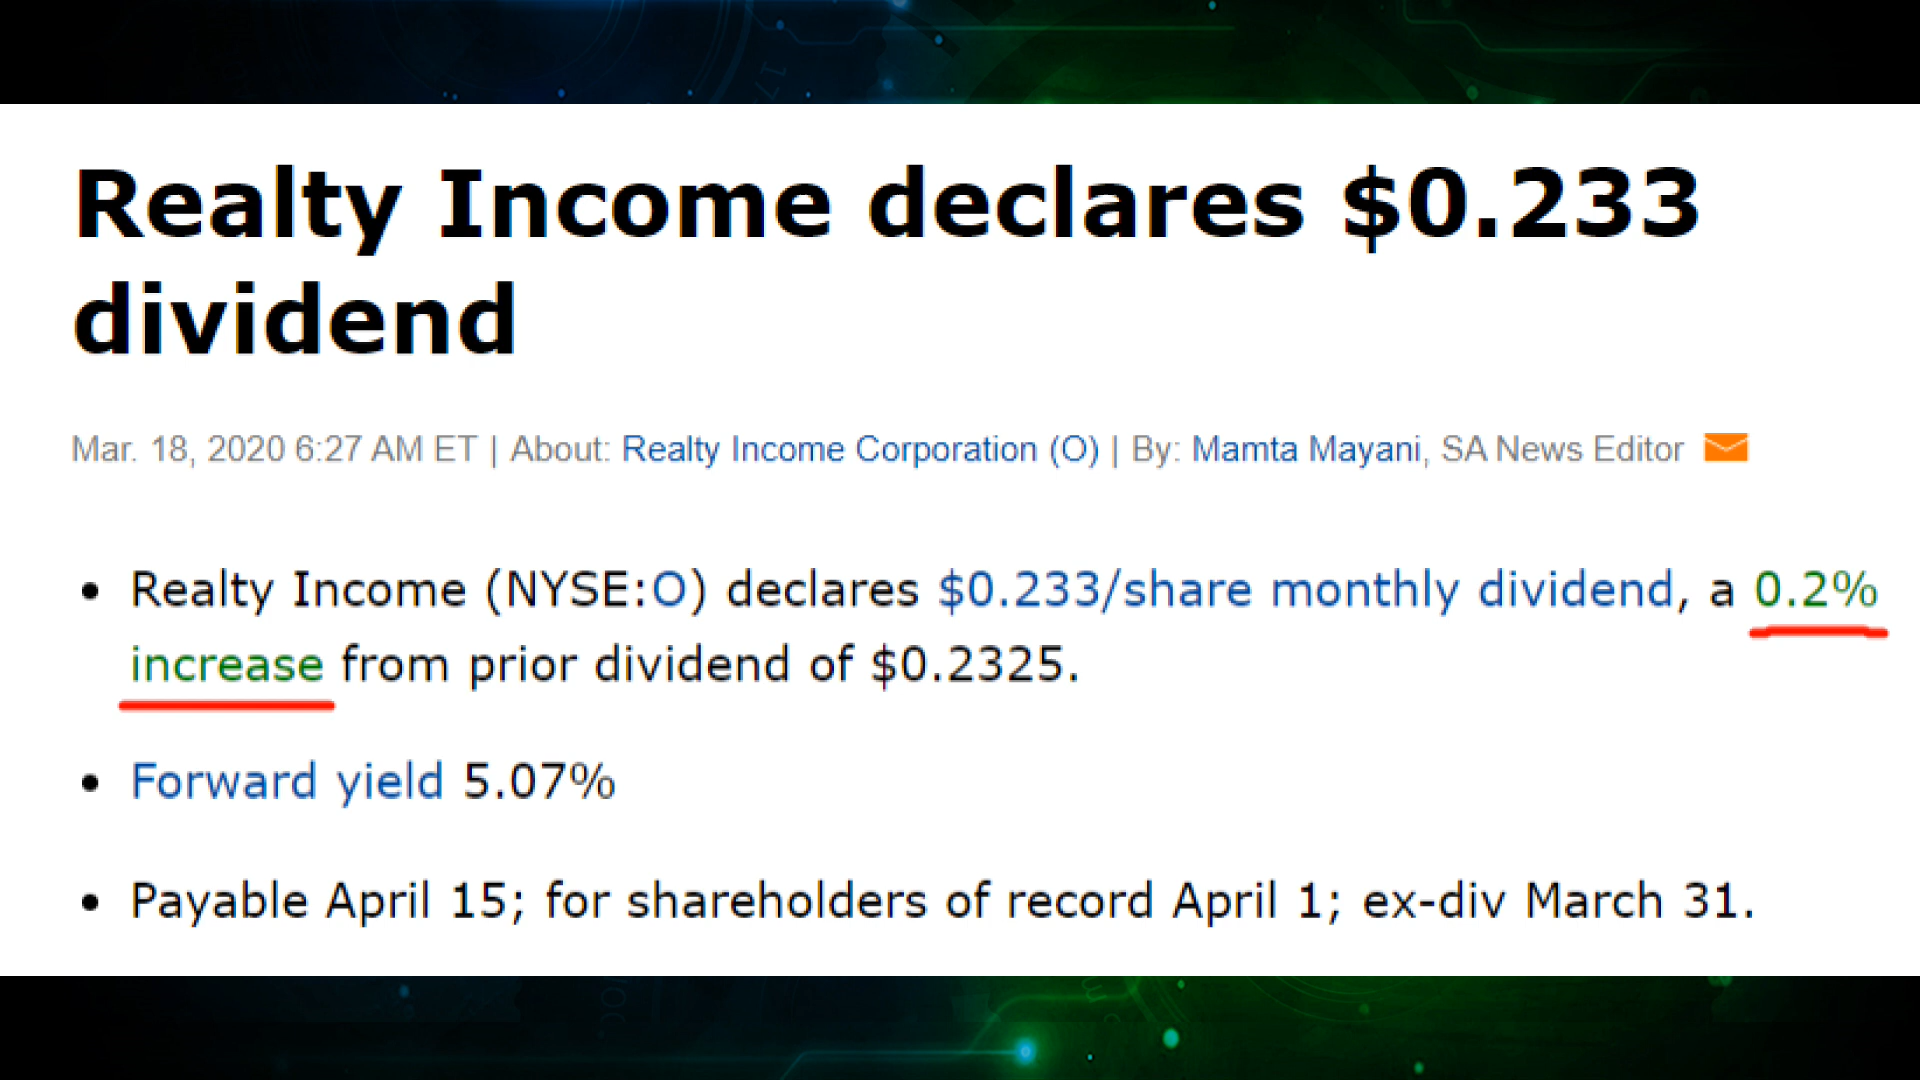 Realty Income declares $0.233
dividend
Mar. 18, 2020 6:27 AM ET | About: Realty Income Corporation (O) | By: Mamta Mayani, SA News Editor
• Realty Income (NYSE:O) declares $0.233/share monthly dividend, a 0.2%
increase from prior dividend of $0.2325.
• Forward yield 5.07%
• Payable April 15; for shareholders of record April 1; ex-div March 31.